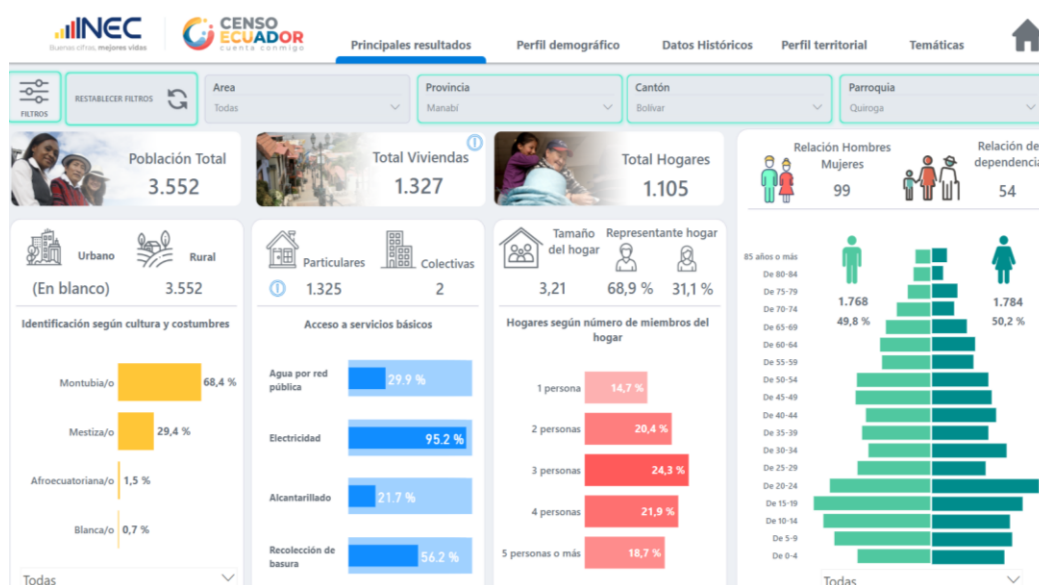 INEC
Buenas cifras, mejores vidas
CENSO
ECUADOR
cuenta conmigo
Principales resultados
Perfil demográfico
Datos Históricos
Perfil territorial
Temáticas
FILTROS
RESTABLECER FILTROS
Area
Todas
Provincia
Manabí
Cantón
Bolívar
Parroquia
Quiroga
Población Total
3.552
Total Viviendas
1.327
Total Hogares
1.105
Relación Hombres
Mujeres
99
Relación de
dependencia
54
Urbano
(En blanco)
Rural
3.552
Particulares
1.325
Colectivas
2
Tamaño
del hogar
3,21
Representante hogar
68,9 %
31,1 %
Identificación según cultura y costumbres
Montubia/o
68,4 %
Mestiza/o
29,4 %
Afroecuatoriana/o
1,5 %
Blanca/o
0,7 %
Todas
Acceso a servicios básicos
Agua por red
pública
29.9 %
Electricidad
95.2 %
Alcantarillado
21.7 %
Recolección de
basura
56.2 %
Hogares según número de miembros del
hogar
1 persona
14,7 %
2 personas
20,4 %
3 personas
24,3 %
4 personas
21,9 %
5 personas o más
18,7 %
1.768
49,8 %
1.784
50,2 %
85 años o más
De 80-84
De 75-79
De 70-74
De 65-69
De 60-64
De 55-59
De 50-54
De 45-49
De 40-44
De 35-39
De 30-34
De 25-29
De 20-24
De 15-19
De 10-14
De 5-9
De 0-4
Todas